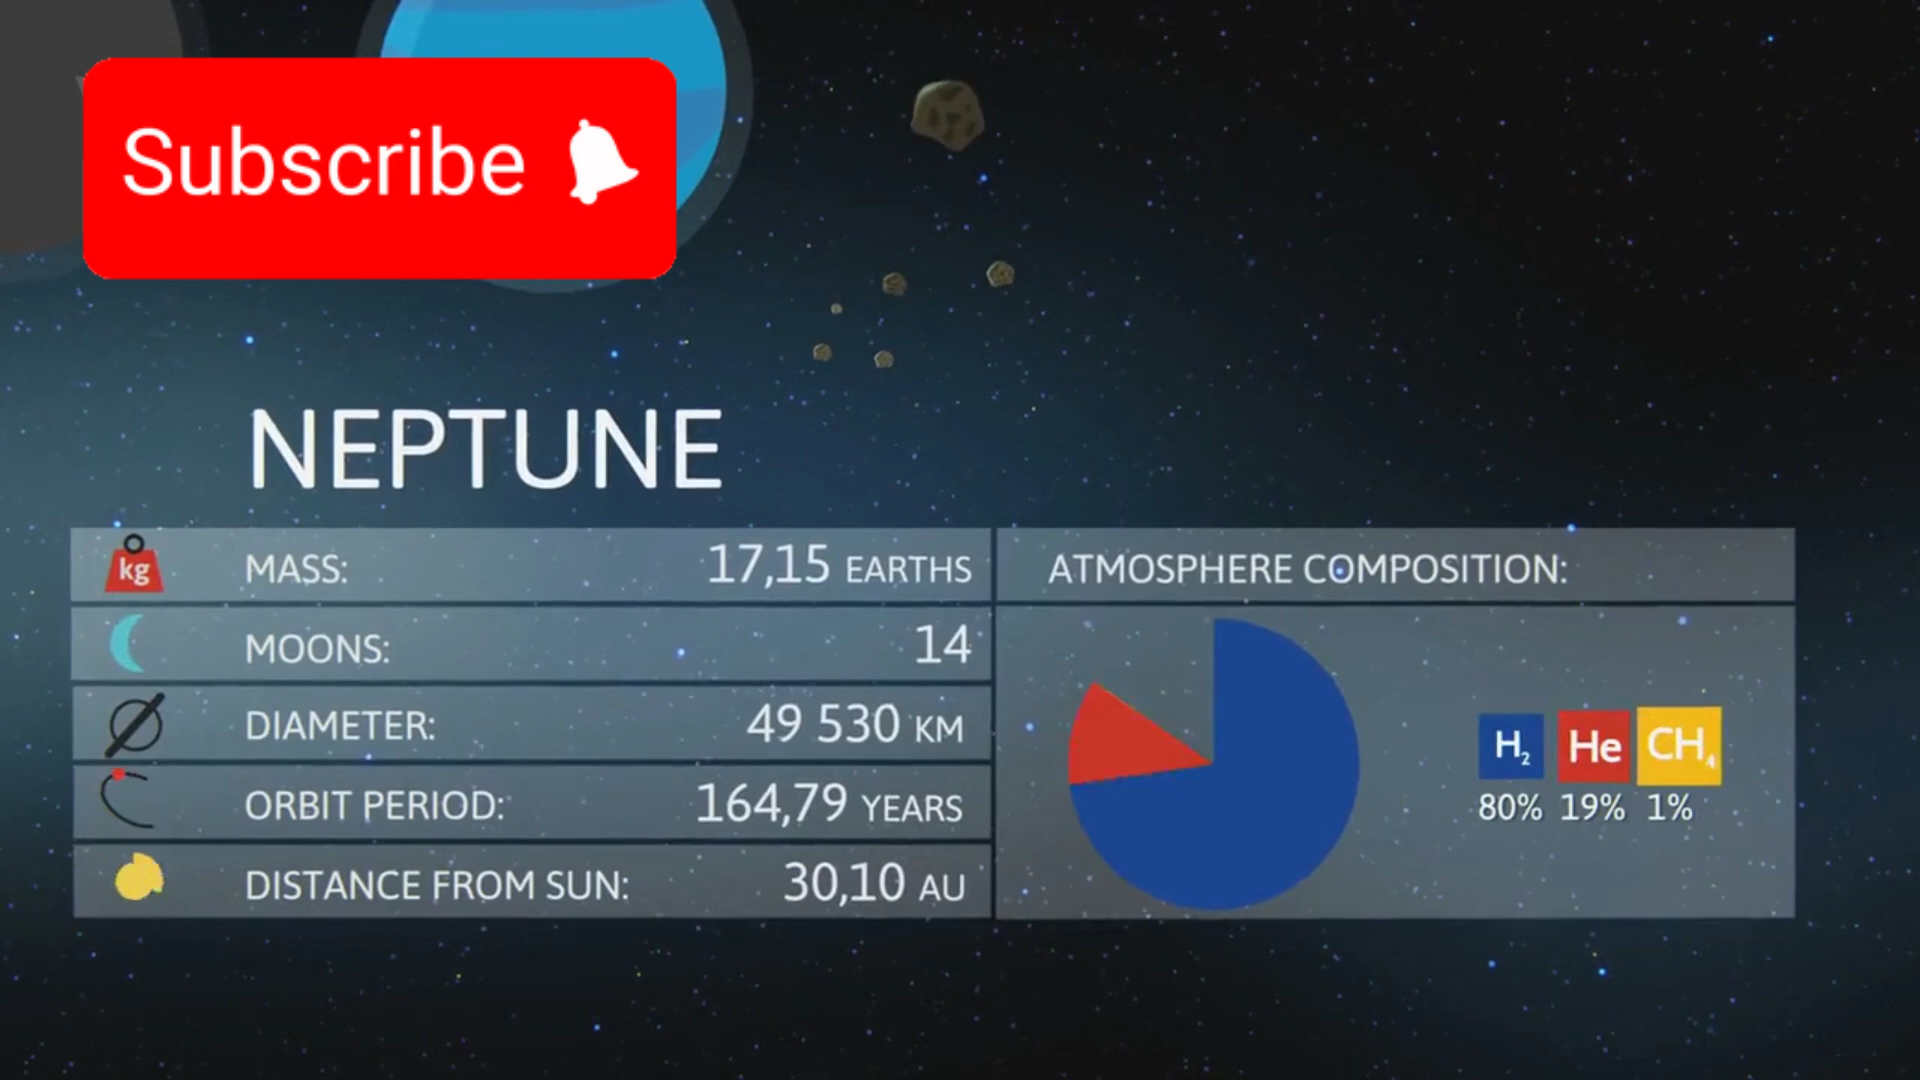 Subscribe
NEPTUNE
kg MASS: 17,15 EARTHS
MOONS: 14
DIAMETER: 49 530 KM
ORBIT PERIOD: 164,79 YEARS
DISTANCE FROM SUN: 30,10 AU
ATMOSPHERE COMPOSITION:
H₂ He CH₄
80% 19% 1%